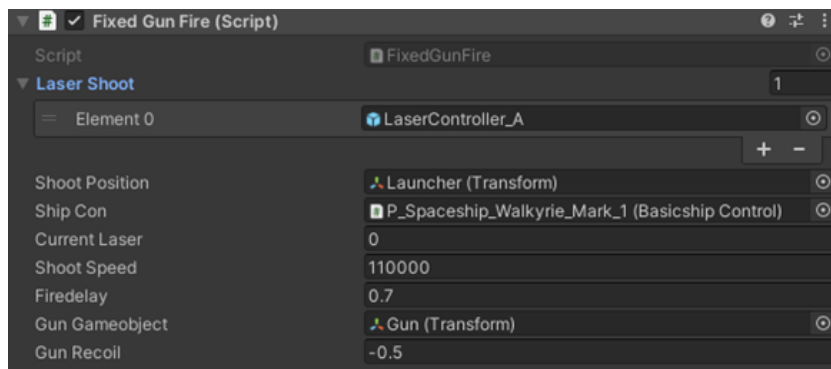 Fixed Gun Fire (Script)
Script FixedGunFire
Laser Shoot 1
Element 0 LaserController_A
+ −
Shoot Position Launcher (Transform)
Ship Con P_Spaceship_Walkyrie_Mark_1 (Basicship Control)
Current Laser 0
Shoot Speed 110000
Firedelay 0.7
Gun Gameobject Gun (Transform)
Gun Recoil -0.5